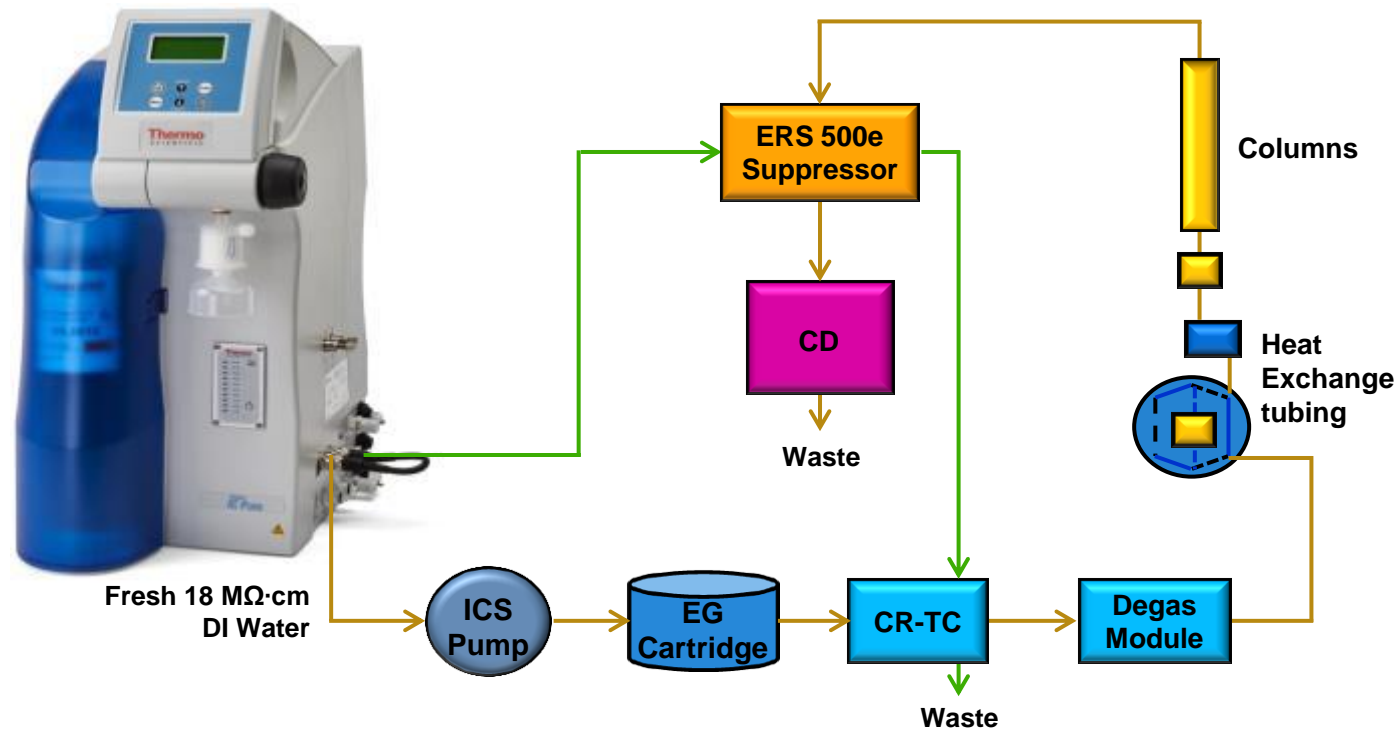 Thermo
SCIENTIFIC
Fresh 18 MΩ·cm
DI Water
ICS
Pump
EG
Cartridge
CR-TC
Waste
Degas
Module
ERS 500e
Suppressor
CD
Waste
Columns
Heat
Exchange
tubing